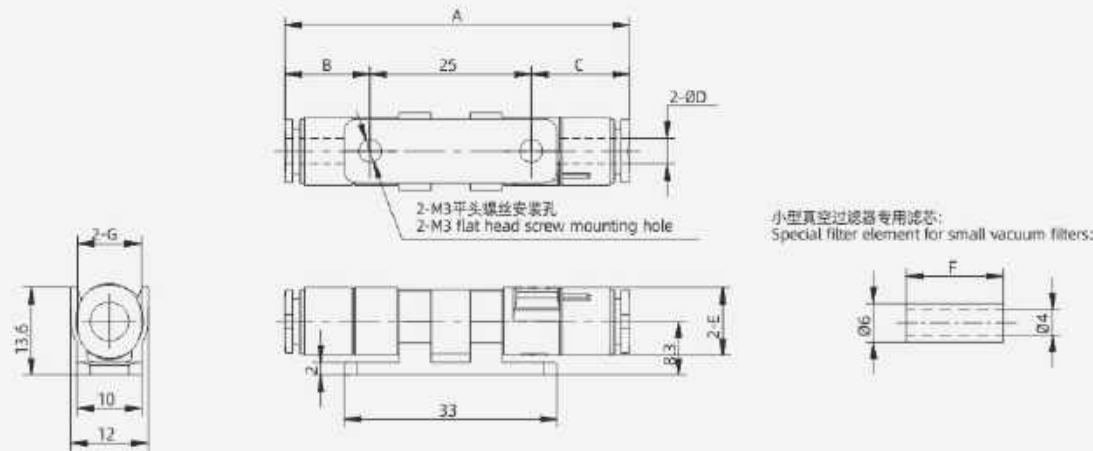 A
B
25
C
2-ØD
2-M3平头螺丝安装孔
2-M3 flat head screw mounting hole
小型真空过滤器专用滤芯:
Special filter element for small vacuum filters:
2-G
13.6
10
12
2
33
8.3
2-E
F
Ø6
Ø4